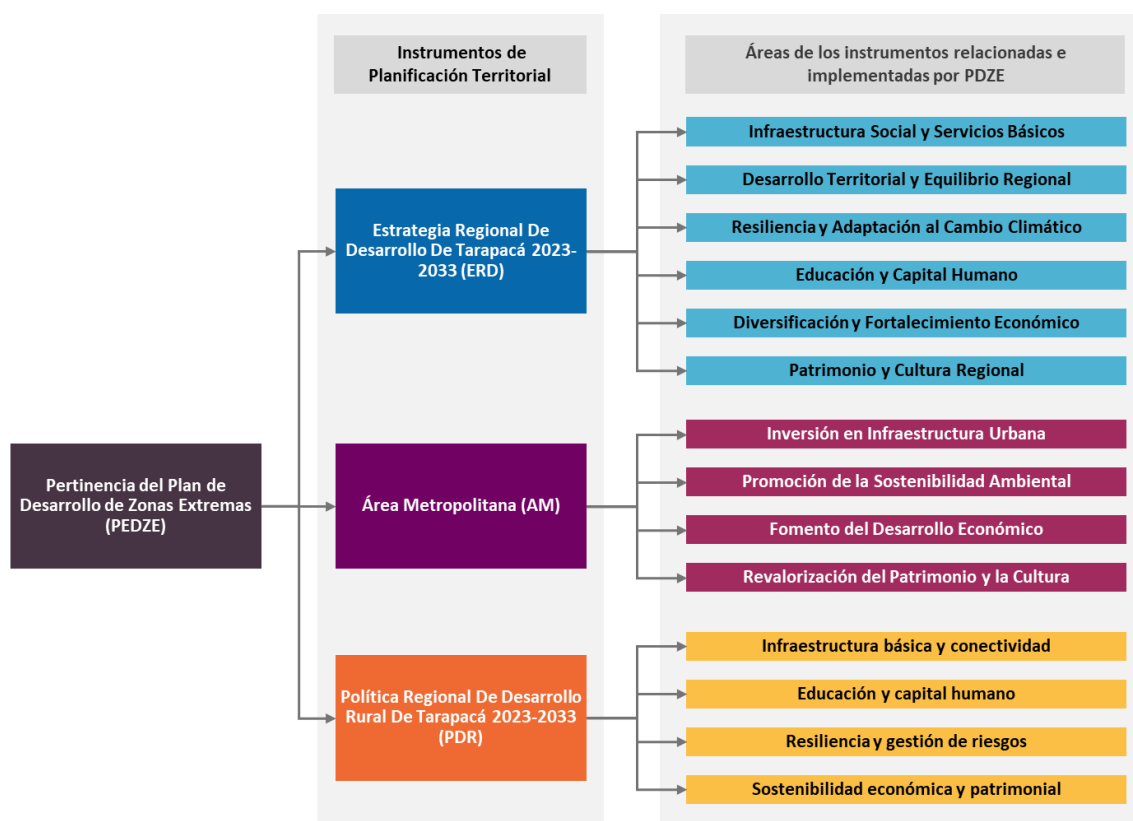 Instrumentos de
Planificación Territorial
Áreas de los instrumentos relacionadas e
implementadas por PDZE
Pertinencia del Plan de
Desarrollo de Zonas Extremas
(PEDZE)
Estrategia Regional De
Desarrollo De Tarapacá 2023-
2033 (ERD)
Infraestructura Social y Servicios Básicos
Desarrollo Territorial y Equilibrio Regional
Resiliencia y Adaptación al Cambio Climático
Educación y Capital Humano
Diversificación y Fortalecimiento Económico
Patrimonio y Cultura Regional
Área Metropolitana (AM)
Inversión en Infraestructura Urbana
Promoción de la Sostenibilidad Ambiental
Fomento del Desarrollo Económico
Revalorización del Patrimonio y la Cultura
Política Regional De Desarrollo
Rural De Tarapacá 2023-2033
(PDR)
Infraestructura básica y conectividad
Educación y capital humano
Resiliencia y gestión de riesgos
Sostenibilidad económica y patrimonial